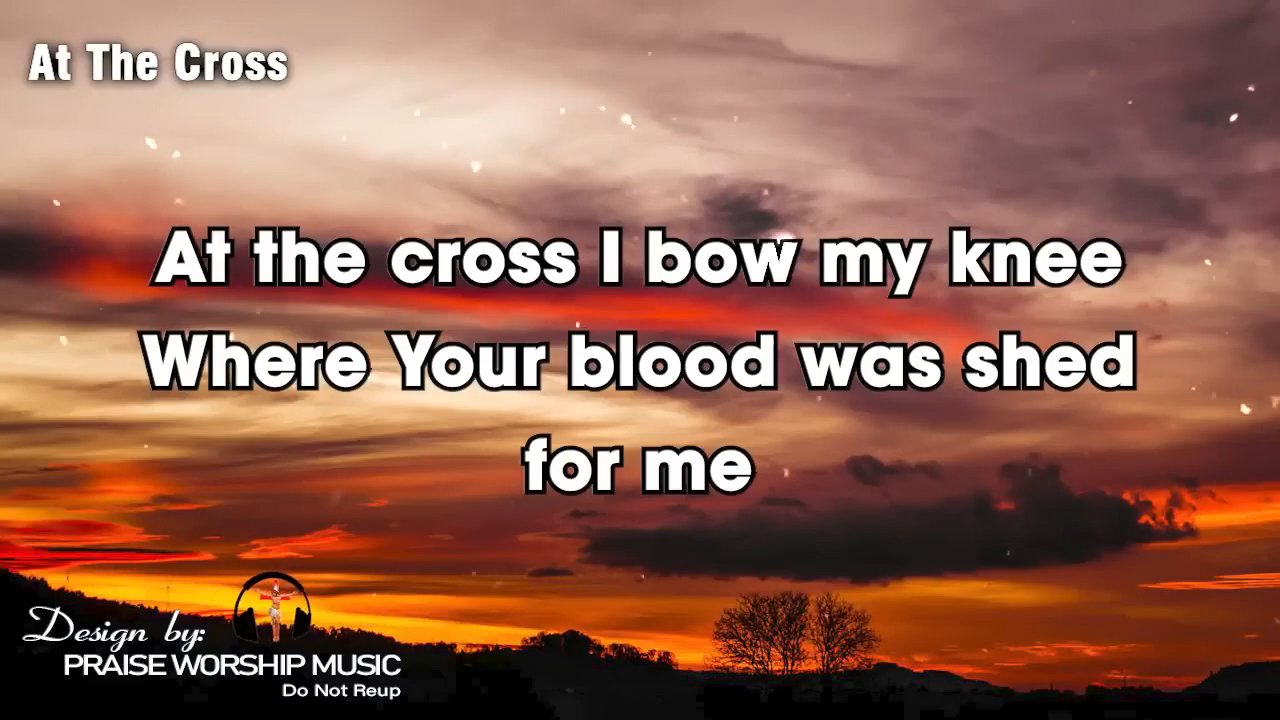 At The Cross
At the cross I bow my knee
Where Your blood was shed
for me
Design by:
PRAISE WORSHIP MUSIC
Do Not Reup